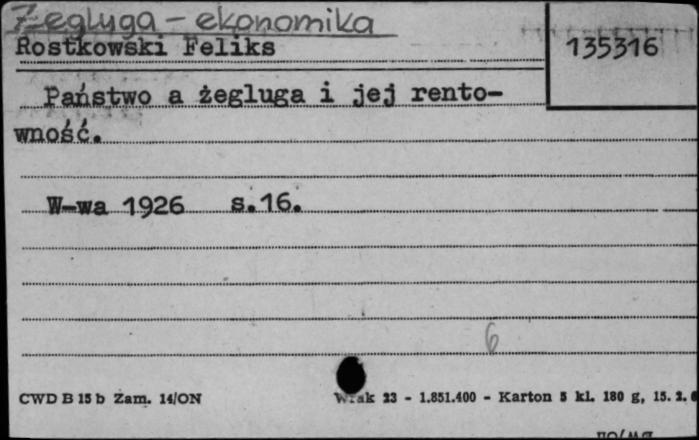 Żegluga – ekonomika
Rostkowski Feliks
135316
Państwo a żegluga i jej rento-
wność.
W-wa 1926 s.16.
6
CWD B 15 b Zam. 14/ON
23 - 1.851.400 - Karton 5 kl. 180 g, 15. 2. 6